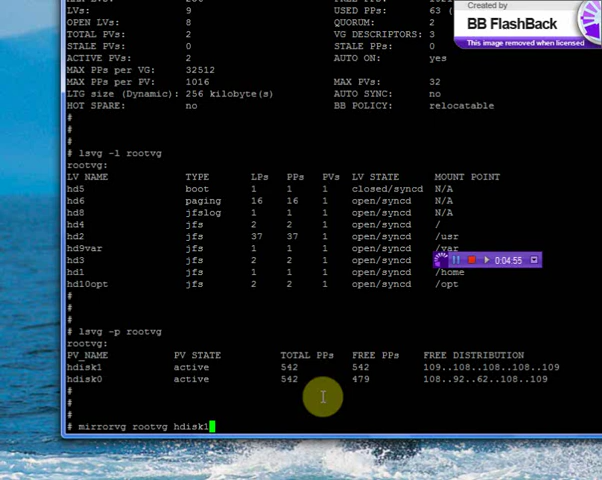 LVs: 9 USED PPs: 63 (
OPEN LVs: 8 QUORUM: 2
TOTAL PVs: 2 VG DESCRIPTORS: 3
STALE PVs: 0 STALE PPs: 0
ACTIVE PVs: 2 AUTO ON: yes
MAX PPs per VG: 32512
MAX PPs per PV: 1016 MAX PVs: 32
LTG size (Dynamic): 256 kilobyte(s) AUTO SYNC: no
HOT SPARE: no BB POLICY: relocatable
#
#
#
# lsvg -l rootvg
rootvg:
LV NAME TYPE LPs PPs PVs LV STATE MOUNT POINT
hd5 boot 1 1 1 closed/syncd N/A
hd6 paging 16 16 1 open/syncd N/A
hd8 jfslog 1 1 1 open/syncd N/A
hd4 jfs 2 2 1 open/syncd /
hd2 jfs 37 37 1 open/syncd /usr
hd9var jfs 1 1 1 open/syncd /var
hd3 jfs 2 2 1 open/syncd
hd1 jfs 1 1 1 open/syncd /home
hd10opt jfs 2 2 1 open/syncd /opt
#
#
# lsvg -p rootvg
rootvg:
PV_NAME PV STATE TOTAL PPs FREE PPs FREE DISTRIBUTION
hdisk1 active 542 542 109..108..108..108..109
hdisk0 active 542 479 108..92..62..108..109
#
#
#
# mirrorvg rootvg hdisk1
Created by
BB FlashBack
This image removed when licensed
0:04:55